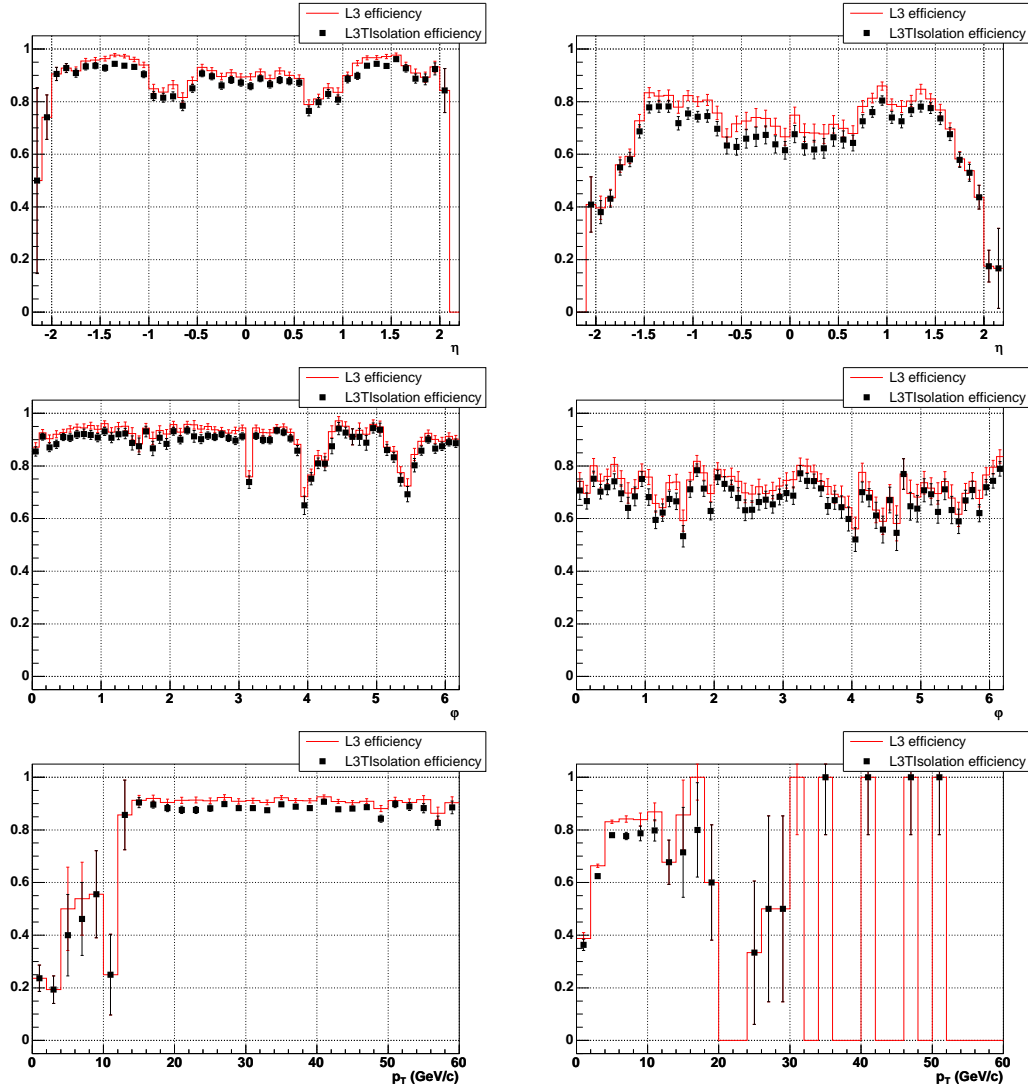 L3 efficiency
L3TIsolation efficiency
1
0.8
0.6
0.4
0.2
0
-2 -1.5 -1 -0.5 0 0.5 1 1.5 2
η
L3 efficiency
L3TIsolation efficiency
1
0.8
0.6
0.4
0.2
0
-2 -1.5 -1 -0.5 0 0.5 1 1.5 2
η
L3 efficiency
L3TIsolation efficiency
1
0.8
0.6
0.4
0.2
0
0 1 2 3 4 5 6
φ
L3 efficiency
L3TIsolation efficiency
1
0.8
0.6
0.4
0.2
0
0 1 2 3 4 5 6
φ
L3 efficiency
L3TIsolation efficiency
1
0.8
0.6
0.4
0.2
0
0 10 20 30 40 50 60
p_T (GeV/c)
L3 efficiency
L3TIsolation efficiency
1
0.8
0.6
0.4
0.2
0
0 10 20 30 40 50 60
p_T (GeV/c)